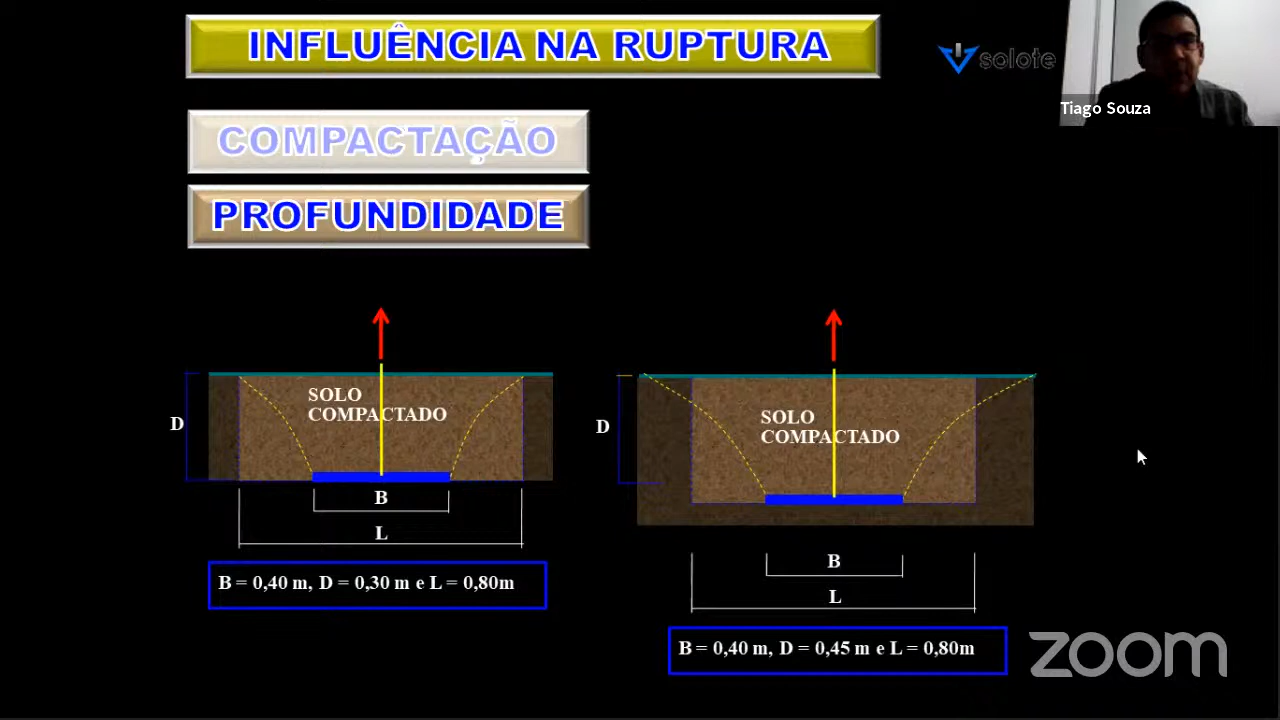 INFLUÊNCIA NA RUPTURA
solote
Tiago Souza
COMPACTAÇÃO
PROFUNDIDADE
SOLO
COMPACTADO
D
B
L
B = 0,40 m, D = 0,30 m e L = 0,80m
SOLO
COMPACTADO
D
B
L
B = 0,40 m, D = 0,45 m e L = 0,80m
zoom